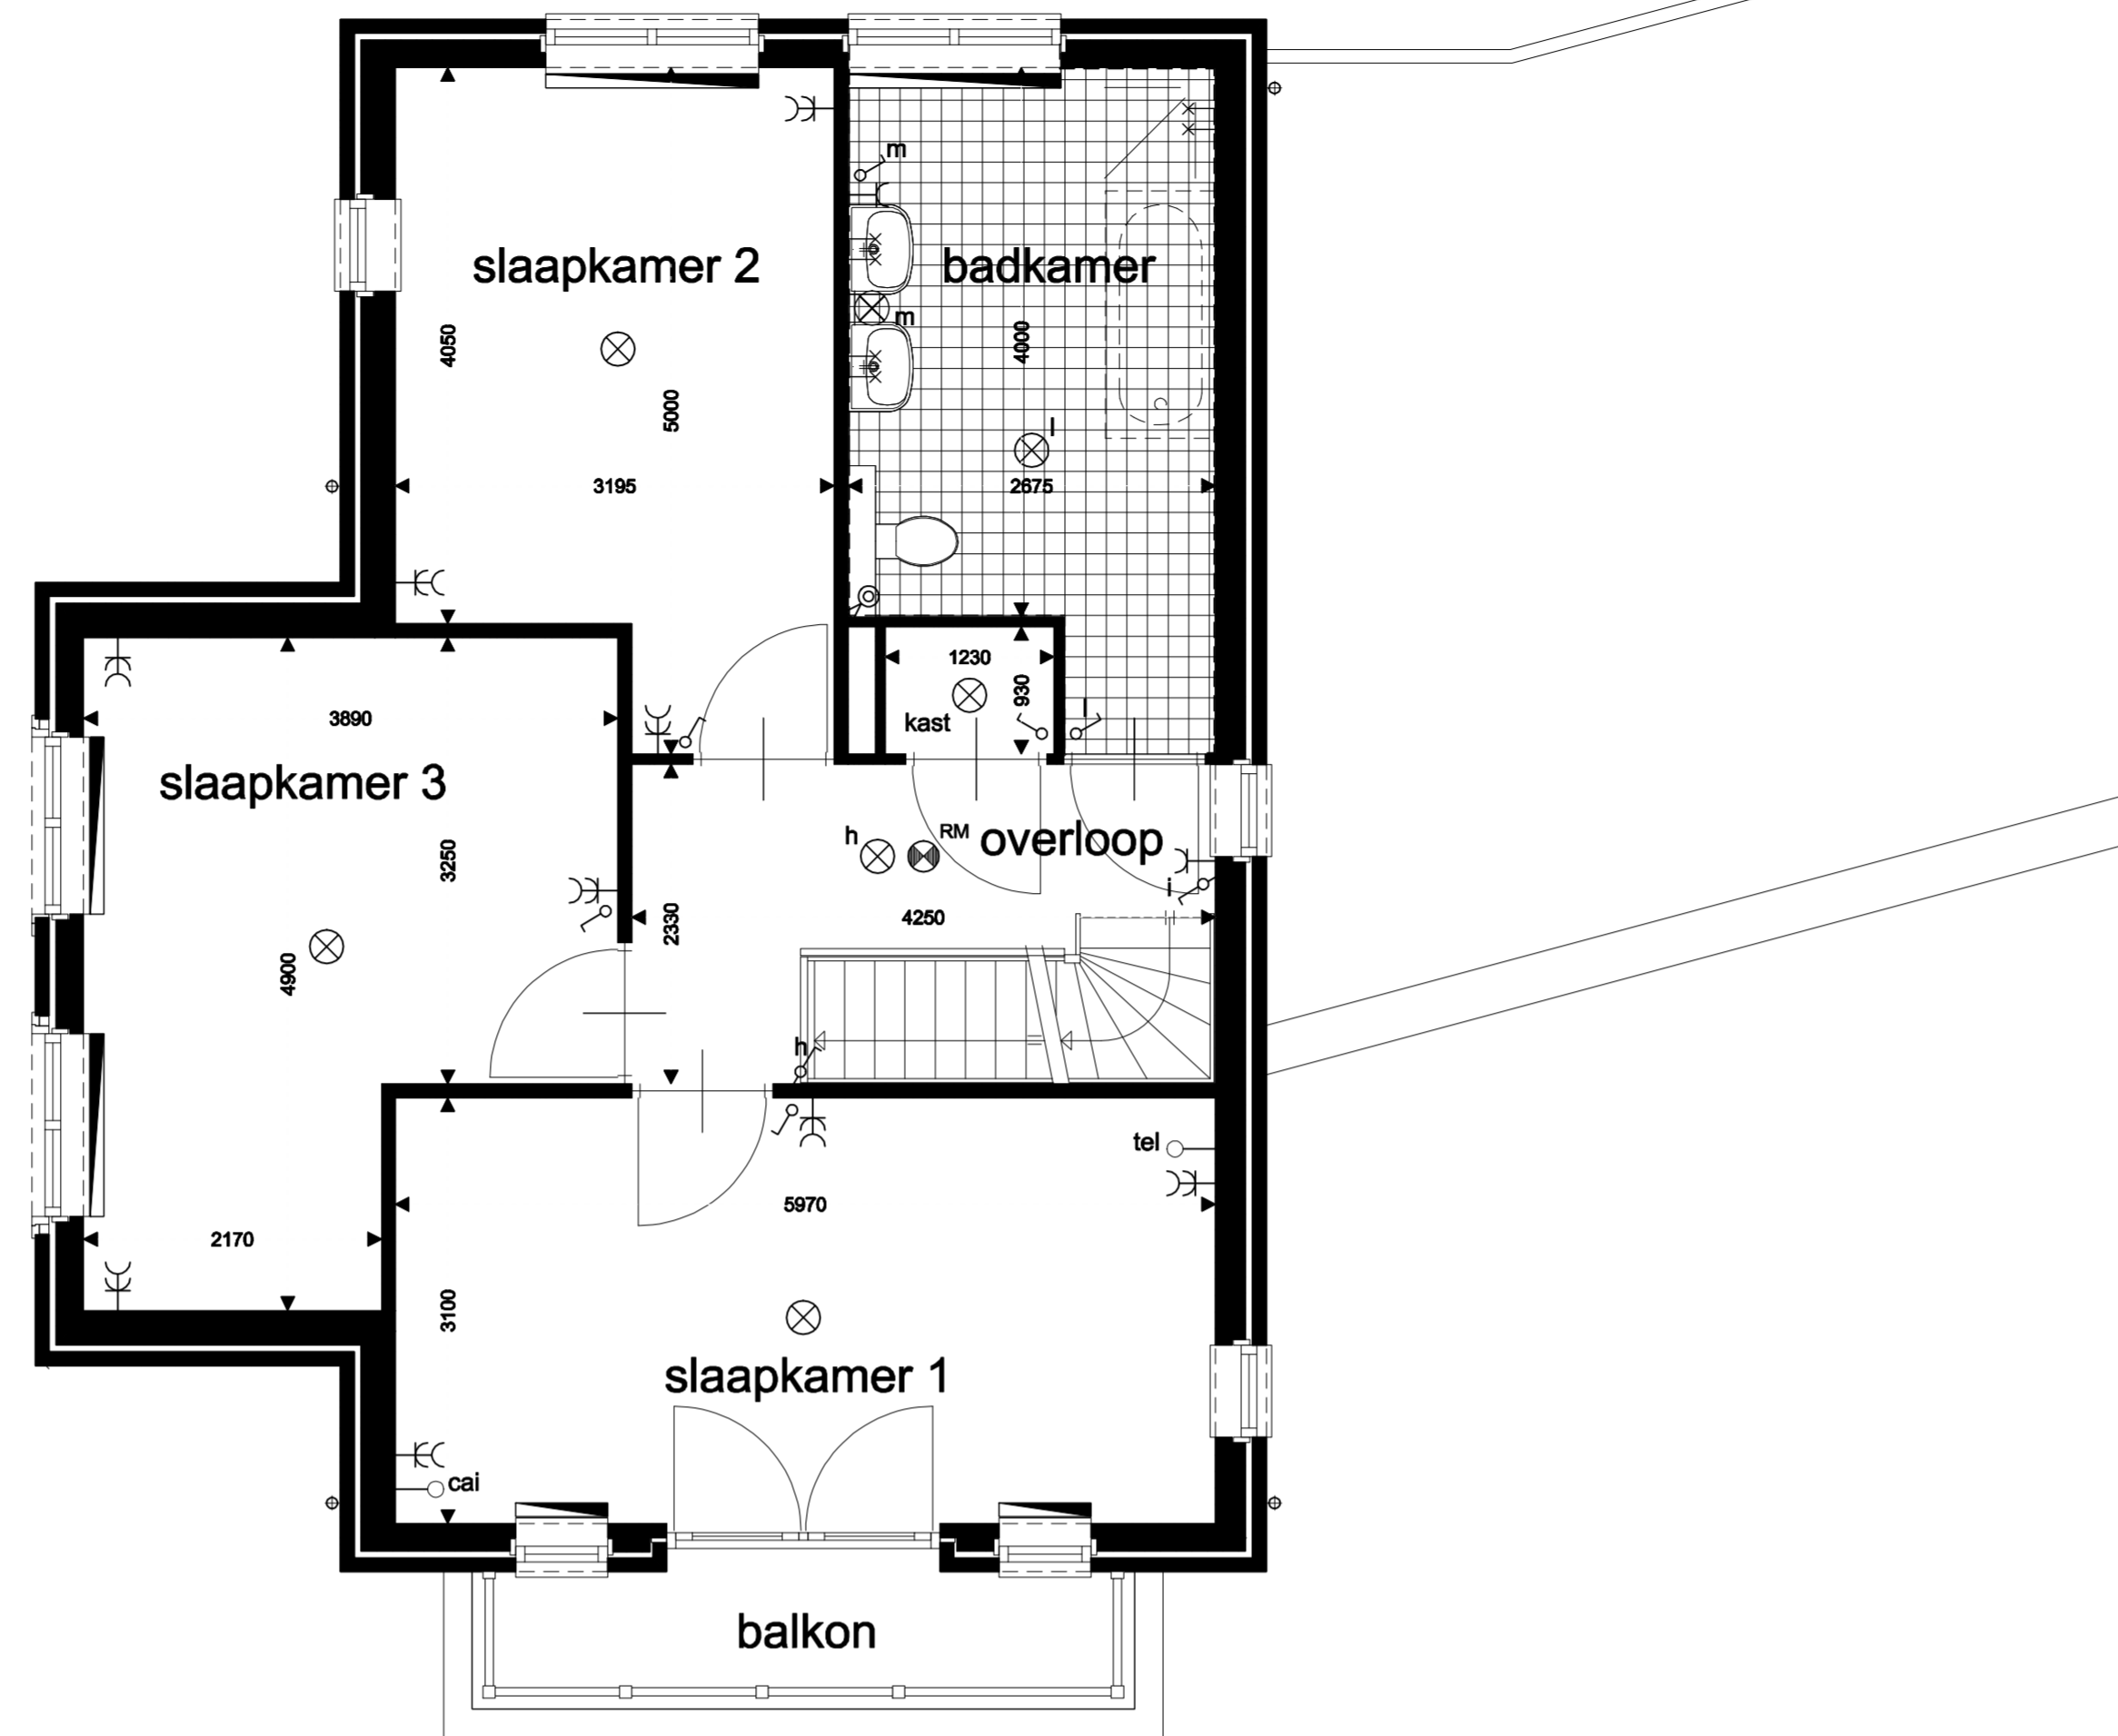 m
slaapkamer 2
badkamer
m
4050
4000
5000
l
3195
2675
1230
930
kast
l
3890
slaapkamer 3
h
RM
overloop
3250
i
2330
4250
4900
h
tel
5970
2170
3100
slaapkamer 1
cai
balkon